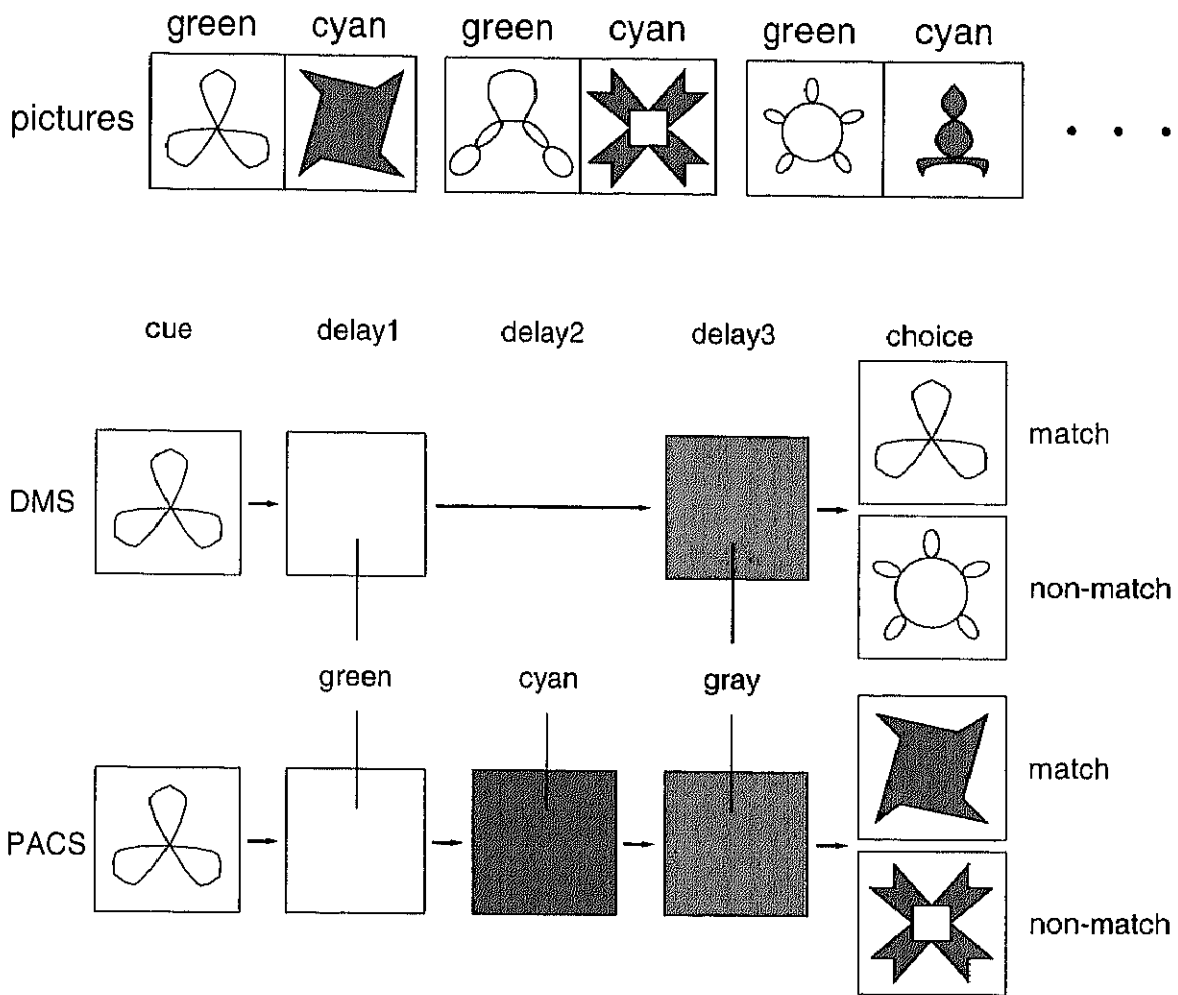 green cyan green cyan green cyan
pictures
• • •
cue delay1 delay2 delay3 choice
match
DMS
non-match
green cyan gray
match
PACS
non-match